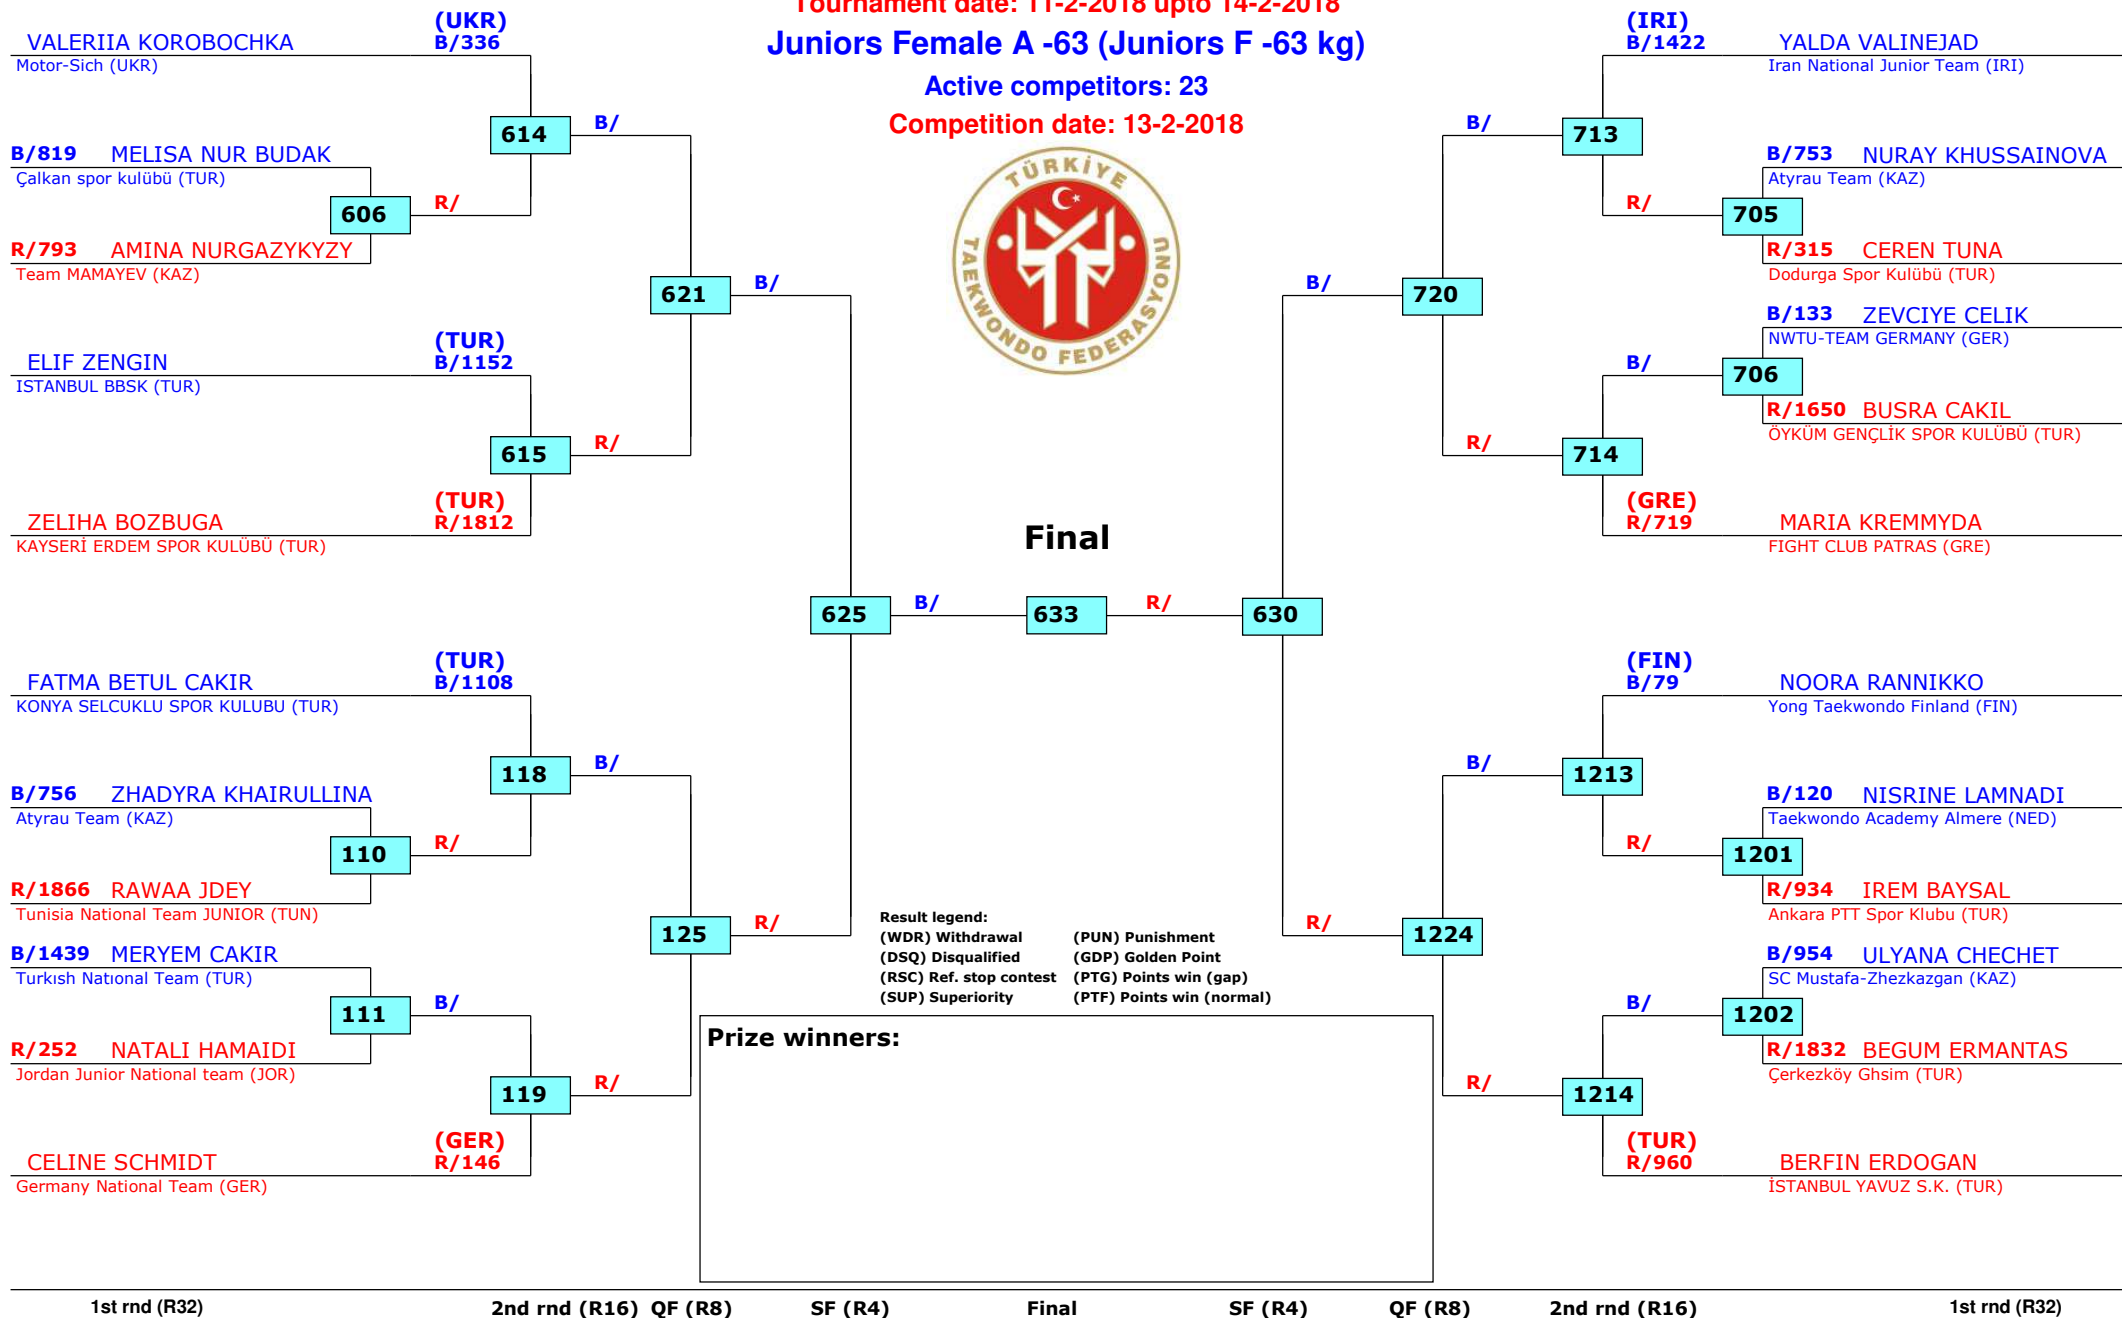 Tournament date: 11-2-2018 upto 14-2-2018
Juniors Female A -63 (Juniors F -63 kg)
Active competitors: 23
Competition date: 13-2-2018
TÜRKİYE
TAEKWONDO FEDERASYONU
(UKR)
VALERIIA KOROBOCHKA B/336
Motor-Sich (UKR)
614 B/
B/819 MELISA NUR BUDAK
Çalkan spor kulübü (TUR)
606 R/
R/793 AMINA NURGAZYKYZY
Team MAMAYEV (KAZ)
621 B/
(TUR)
ELIF ZENGIN B/1152
ISTANBUL BBSK (TUR)
615 R/
(TUR)
ZELIHA BOZBUGA R/1812
KAYSERİ ERDEM SPOR KULÜBÜ (TUR)
(TUR)
FATMA BETUL CAKIR B/1108
KONYA SELCUKLU SPOR KULUBU (TUR)
118 B/
B/756 ZHADYRA KHAIRULLINA
Atyrau Team (KAZ)
110 R/
R/1866 RAWAA JDEY
Tunisia National Team JUNIOR (TUN)
125 R/
B/1439 MERYEM CAKIR
Turkısh Natıonal Team (TUR)
111 B/
R/252 NATALI HAMAIDI
Jordan Junior National team (JOR)
119 R/
(GER)
CELINE SCHMIDT R/146
Germany National Team (GER)
Final
625 B/ 633 R/ 630
(IRI)
B/1422 YALDA VALINEJAD
Iran National Junior Team (IRI)
B/ 713
B/753 NURAY KHUSSAINOVA
Atyrau Team (KAZ)
R/ 705
R/315 CEREN TUNA
Dodurga Spor Kulübü (TUR)
B/ 720
B/133 ZEVCIYE CELIK
NWTU-TEAM GERMANY (GER)
B/ 706
R/1650 BUSRA CAKIL
ÖYKÜM GENÇLİK SPOR KULÜBÜ (TUR)
R/ 714
(GRE)
R/719 MARIA KREMMYDA
FIGHT CLUB PATRAS (GRE)
(FIN)
B/79 NOORA RANNIKKO
Yong Taekwondo Finland (FIN)
B/ 1213
B/120 NISRINE LAMNADI
Taekwondo Academy Almere (NED)
R/ 1201
R/934 IREM BAYSAL
Ankara PTT Spor Klubu (TUR)
R/ 1224
B/954 ULYANA CHECHET
SC Mustafa-Zhezkazgan (KAZ)
B/ 1202
R/1832 BEGUM ERMANTAS
Çerkezköy Ghsim (TUR)
R/ 1214
(TUR)
R/960 BERFIN ERDOGAN
İSTANBUL YAVUZ S.K. (TUR)
Result legend:
(WDR) Withdrawal (PUN) Punishment
(DSQ) Disqualified (GDP) Golden Point
(RSC) Ref. stop contest (PTG) Points win (gap)
(SUP) Superiority (PTF) Points win (normal)
Prize winners:
1st rnd (R32) 2nd rnd (R16) QF (R8) SF (R4) Final SF (R4) QF (R8) 2nd rnd (R16) 1st rnd (R32)